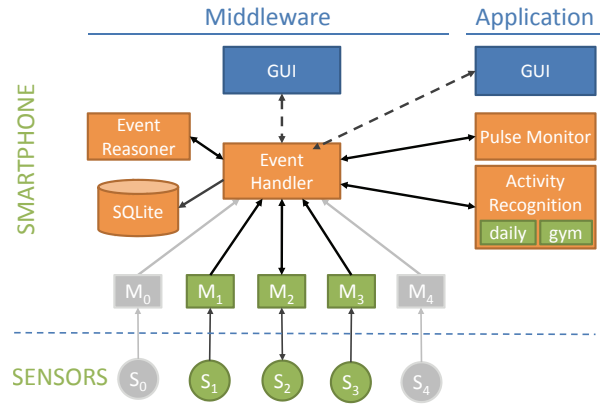 Middleware
Application
SMARTPHONE
GUI
GUI
Event
Reasoner
Event
Handler
Pulse Monitor
SQLite
Activity
Recognition
daily
gym
M0
M1
M2
M3
M4
SENSORS
S0
S1
S2
S3
S4